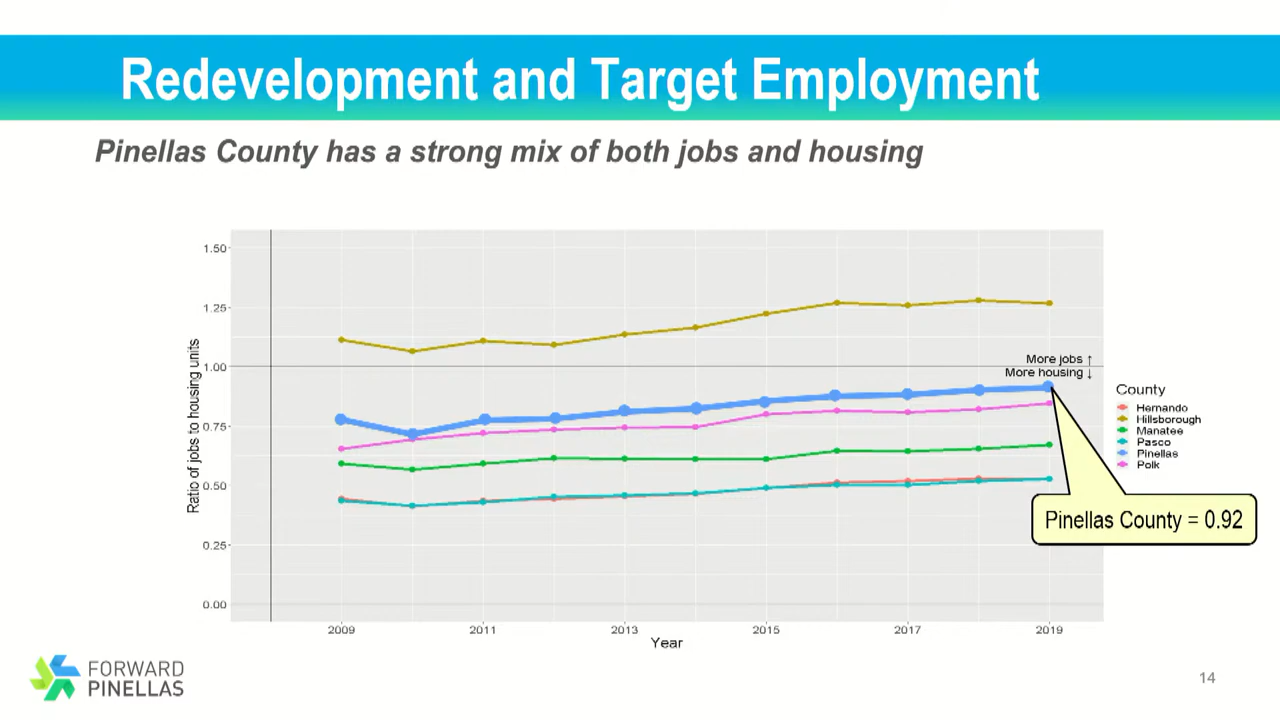 Redevelopment and Target Employment
Pinellas County has a strong mix of both jobs and housing
Ratio of jobs to housing units
1.50
1.25
1.00
0.75
0.50
0.25
0.00
2009
2011
2013
2015
2017
2019
Year
More jobs ↑
More housing ↓
County
Hernando
Hillsborough
Manatee
Pasco
Pinellas
Polk
Pinellas County = 0.92
FORWARD
PINELLAS
14